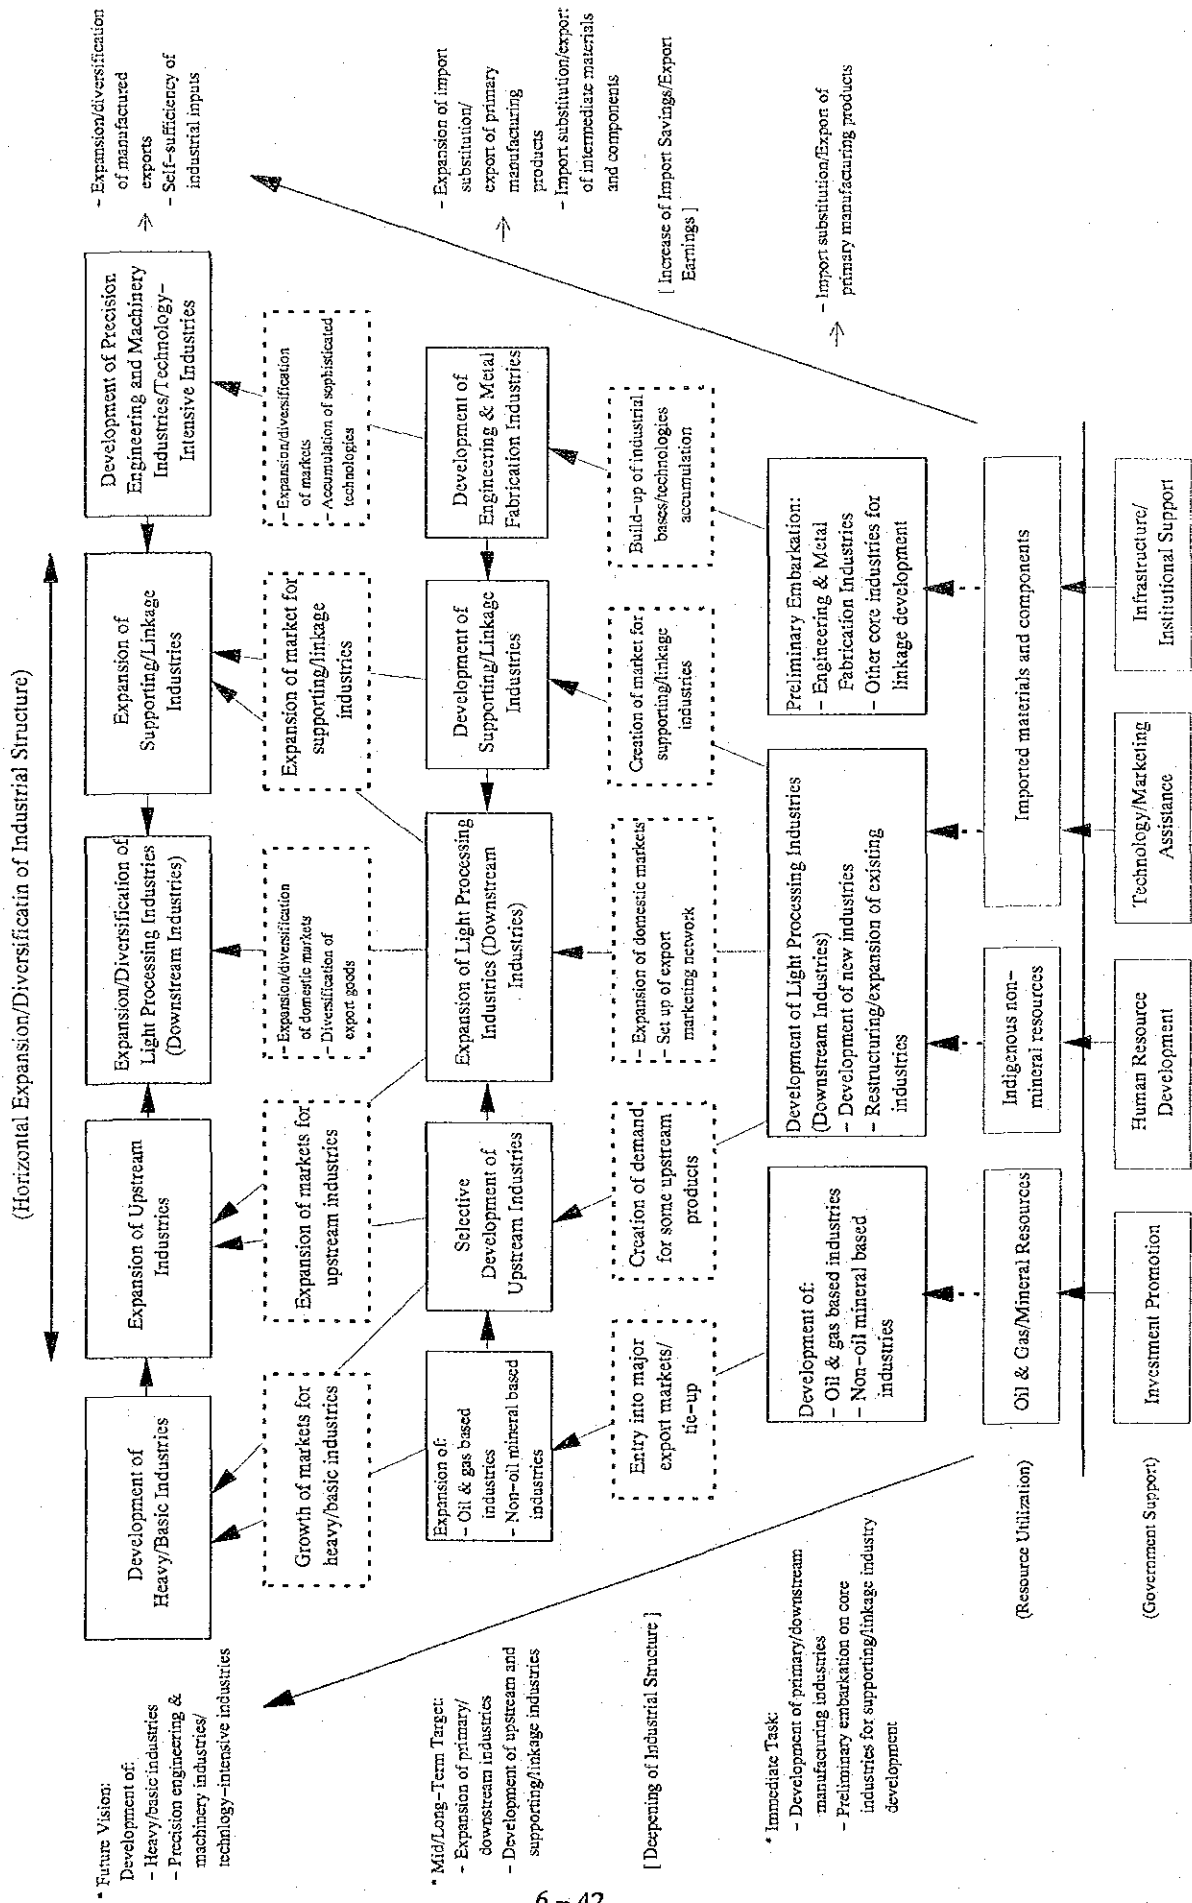 (Horizontal Expansion/Diversificatin of Industrial Structure)
* Future Vision:
Development of:
- Heavy/basic industries
- Precision engineering &
machinery industries/
technlogy-intensive industries
Development of
Heavy/Basic Industries
Expansion of Upstream
Industries
Expansion/Diversification of
Light Processing Industries
(Downstream Industries)
Expansion of
Supporting/Linkage
Industries
Development of Precision
Engineering and Machinery
Industries/Technology-
Intensive Industries
- Expansion/diversification
of manufactured
exports
- Self-sufficiency of
industrial inputs
Growth of markets for
heavy/basic industries
Expansion of markets for
upstream industries
- Expansion/diversification
of domestic markets
- Diversification of
export goods
Expansion of market for
supporting/linkage
industries
- Expansion/diversification
of markets
- Accumulation of sophisticated
technologies
* Mid/Long-Term Target:
- Expansion of primary/
downstream industries
- Development of upstream and
supporting/linkage industries
Expansion of:
- Oil & gas based
industries
- Non-oil mineral based
industries
Selective
Development of
Upstream Industries
Expansion of Light Processing
Industries (Downstream
Industries)
Development of
Supporting/Linkage
Industries
Development of
Engineering & Metal
Fabrication Industries
- Expansion of import
substitution/
export of primary
manufacturing
products
- Import substitution/export
of intermediate materials
and components
[ Deepening of Industrial Structure ]
Entry into major
export markets/
tie-up
Creation of demand
for some upstream
products
- Expansion of domestic markets
- Set up of export
marketing network
Creation of market for
supporting/linkage
industries
Build-up of industrial
bases/technologies
accumulation
[ Increase of Import Savings/Export
Earnings ]
* Immediate Task:
- Development of primary/downstream
manufacturing industries
- Preliminary embarkation on core
industries for supporting/linkage industry
development
Development of:
- Oil & gas based industries
- Non-oil mineral based
industries
Development of Light Processing Industries
(Downstream Industries)
- Development of new industries
- Restructuring/expansion of existing
industries
Preliminary Embarkation:
- Engineering & Metal
Fabrication Industries
- Other core industries for
linkage development
- Import substitution/Export of
primary manufacturing products
(Resource Utilization)
Oil & Gas/Mineral Resources
Indigenous non-
mineral resources
Imported materials and components
(Government Support)
Investment Promotion
Human Resource
Development
Technology/Marketing
Assistance
Infrastructure/
Institutional Support
6 - 42